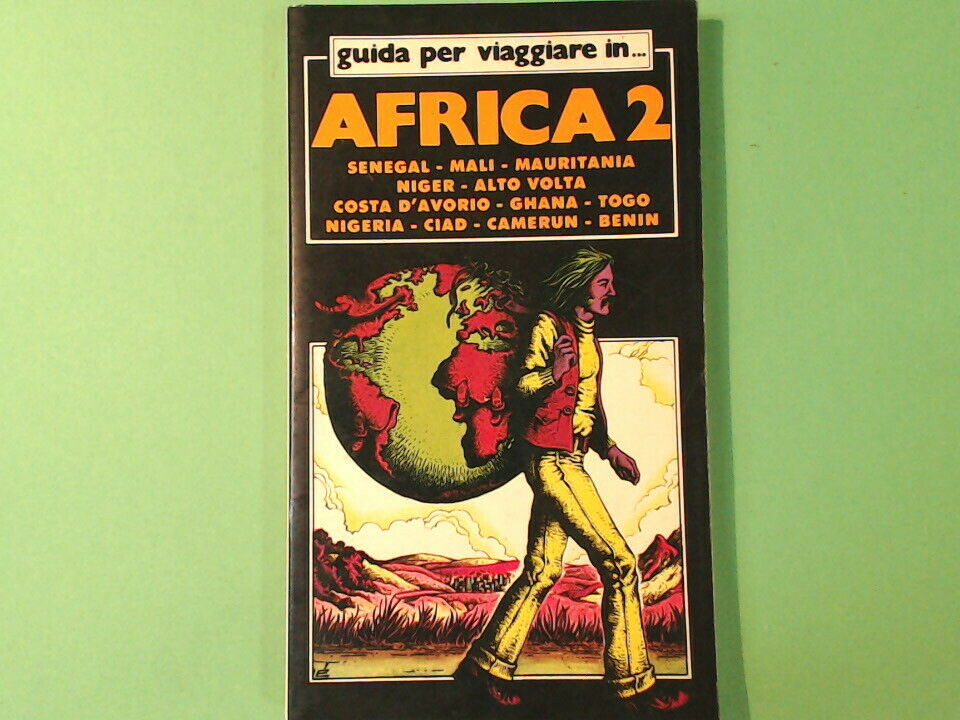 guida per viaggiare in...
AFRICA 2
SENEGAL - MALI - MAURITANIA
NIGER - ALTO VOLTA
COSTA D'AVORIO - GHANA - TOGO
NIGERIA - CIAD - CAMERUN - BENIN